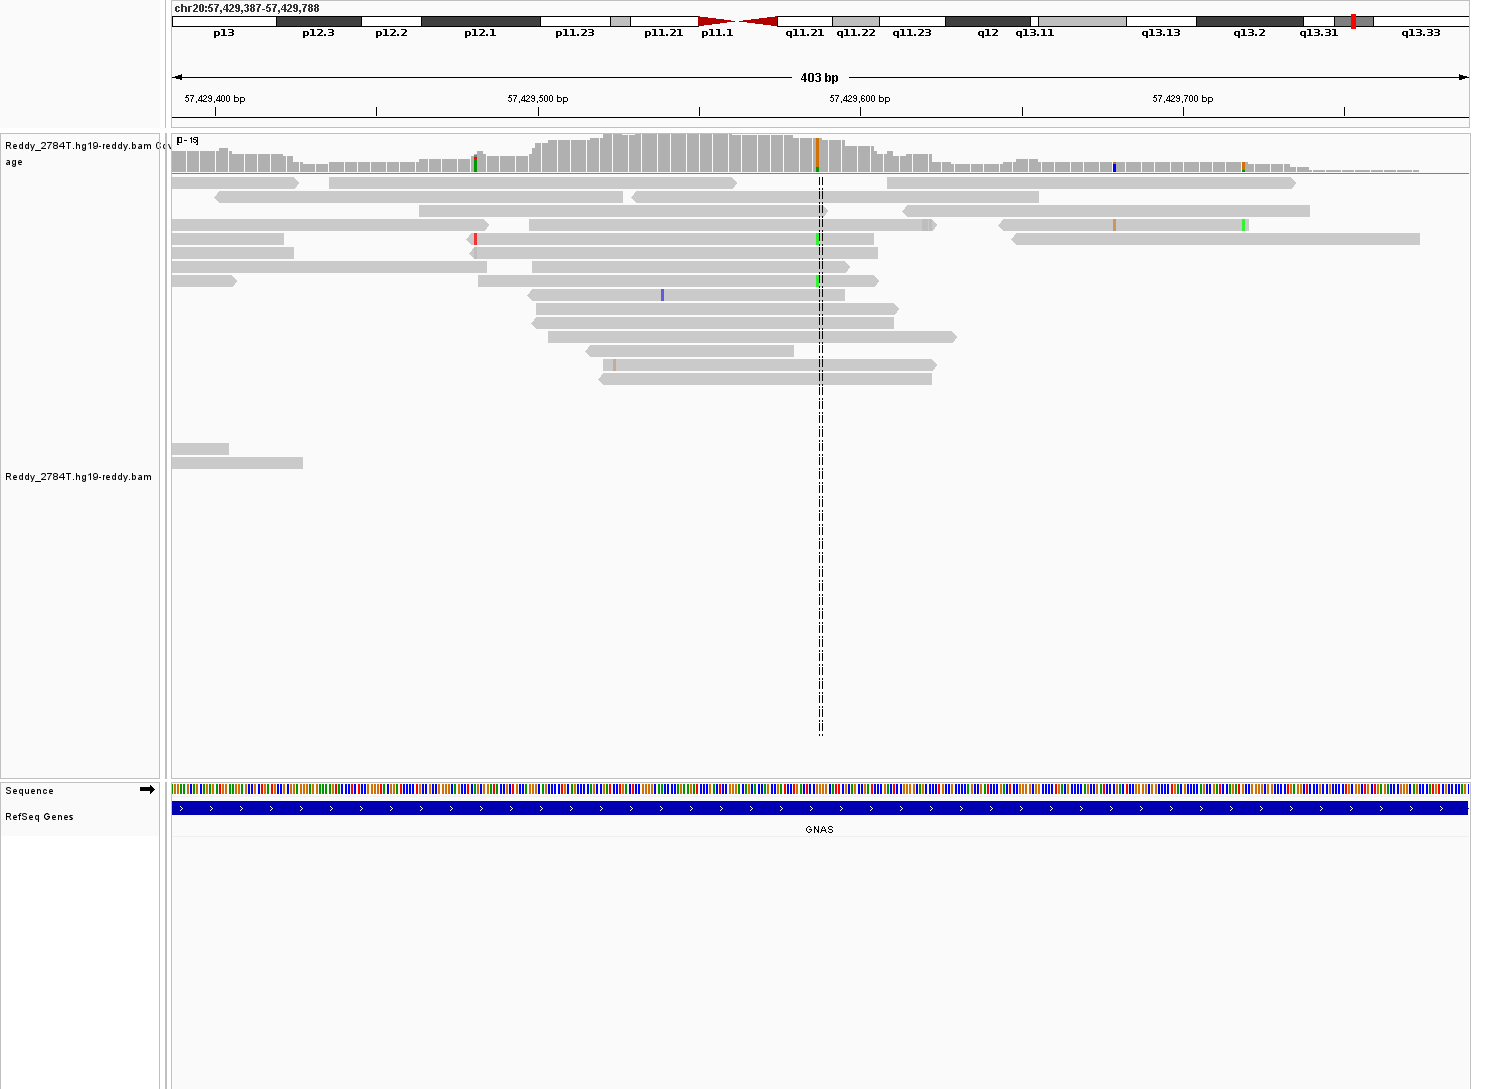 chr20:57,429,387-57,429,788
p13 p12.3 p12.2 p12.1 p11.23 p11.21 p11.1 q11.21 q11.22 q11.23 q12 q13.11 q13.13 q13.2 q13.31 q13.33
403 bp
57,429,400 bp 57,429,500 bp 57,429,600 bp 57,429,700 bp
Reddy_2784T.hg19-reddy.bam Cov
age
[0 - 19]
Reddy_2784T.hg19-reddy.bam
Sequence
RefSeq Genes
GNAS